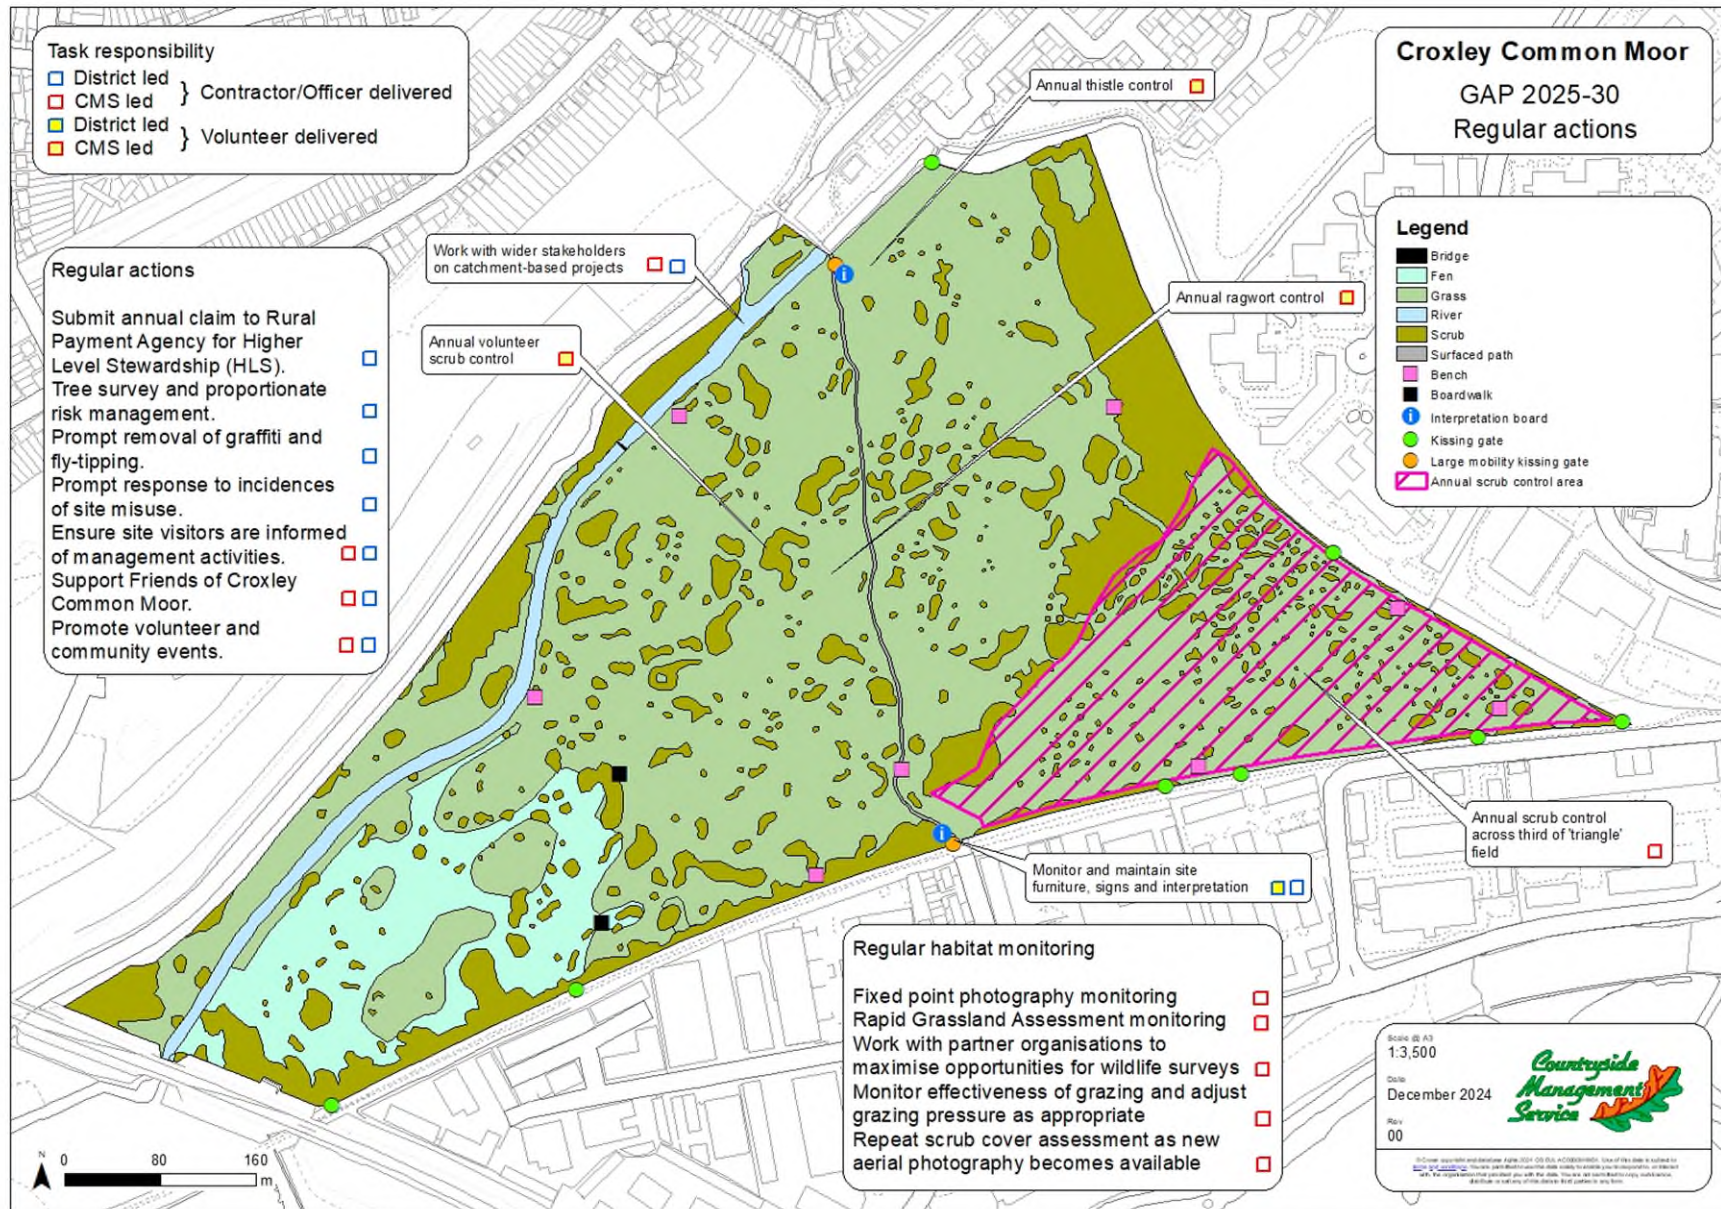 Task responsibility
District led
CMS led
} Contractor/Officer delivered
District led
CMS led
} Volunteer delivered
Annual thistle control
Croxley Common Moor
GAP 2025-30
Regular actions
Work with wider stakeholders
on catchment-based projects
Annual ragwort control
Annual volunteer
scrub control
Regular actions
Submit annual claim to Rural
Payment Agency for Higher
Level Stewardship (HLS).
Tree survey and proportionate
risk management.
Prompt removal of graffiti and
fly-tipping.
Prompt response to incidences
of site misuse.
Ensure site visitors are informed
of management activities.
Support Friends of Croxley
Common Moor.
Promote volunteer and
community events.
Legend
Bridge
Fen
Grass
River
Scrub
Surfaced path
Bench
Boardwalk
i Interpretation board
Kissing gate
Large mobility kissing gate
Annual scrub control area
i
i
Annual scrub control
across third of 'triangle'
field
Monitor and maintain site
furniture, signs and interpretation
Regular habitat monitoring
Fixed point photography monitoring
Rapid Grassland Assessment monitoring
Work with partner organisations to
maximise opportunities for wildlife surveys
Monitor effectiveness of grazing and adjust
grazing pressure as appropriate
Repeat scrub cover assessment as new
aerial photography becomes available
Scale @ A3
1:3,500
Date
December 2024
Rev
00
Countryside
Management
Service
N
0 80 160
m